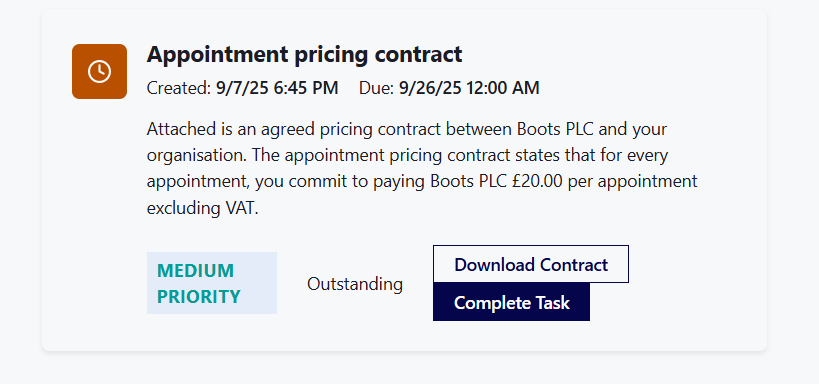 Appointment pricing contract
Created: 9/7/25 6:45 PM Due: 9/26/25 12:00 AM
Attached is an agreed pricing contract between Boots PLC and your
organisation. The appointment pricing contract states that for every
appointment, you commit to paying Boots PLC £20.00 per appointment
excluding VAT.
MEDIUM
PRIORITY
Outstanding
Download Contract
Complete Task